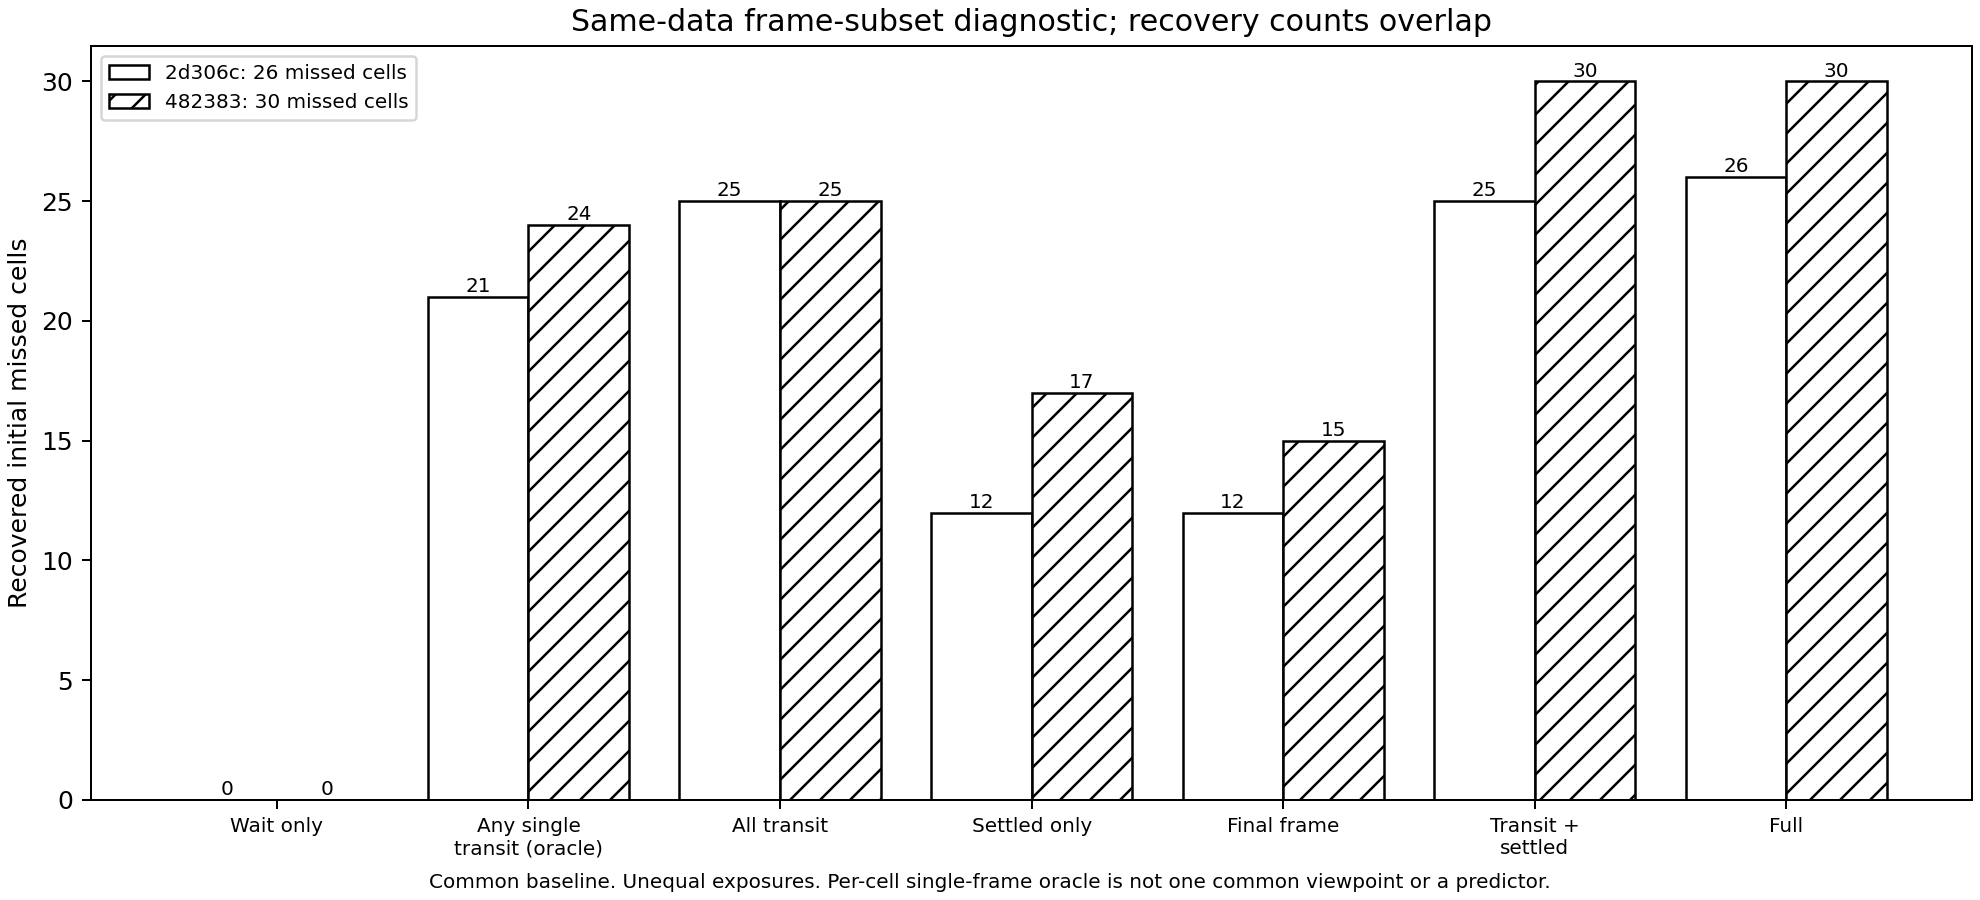 Same-data frame-subset diagnostic; recovery counts overlap
2d306c: 26 missed cells
482383: 30 missed cells
Recovered initial missed cells
30
25
20
15
10
5
0
0
0
21
24
25
25
12
17
12
15
25
30
26
30
Wait only
Any single
transit (oracle)
All transit
Settled only
Final frame
Transit +
settled
Full
Common baseline. Unequal exposures. Per-cell single-frame oracle is not one common viewpoint or a predictor.